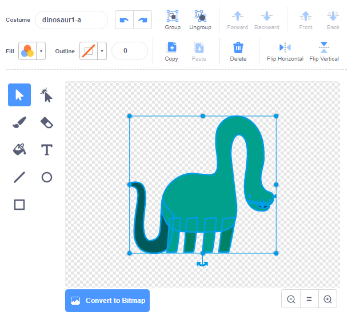 Costume dinosaur1-a
Group Ungroup Forward Backward Front Back
Fill Outline 0
Copy Paste Delete Flip Horizontal Flip Vertical
Convert to Bitmap